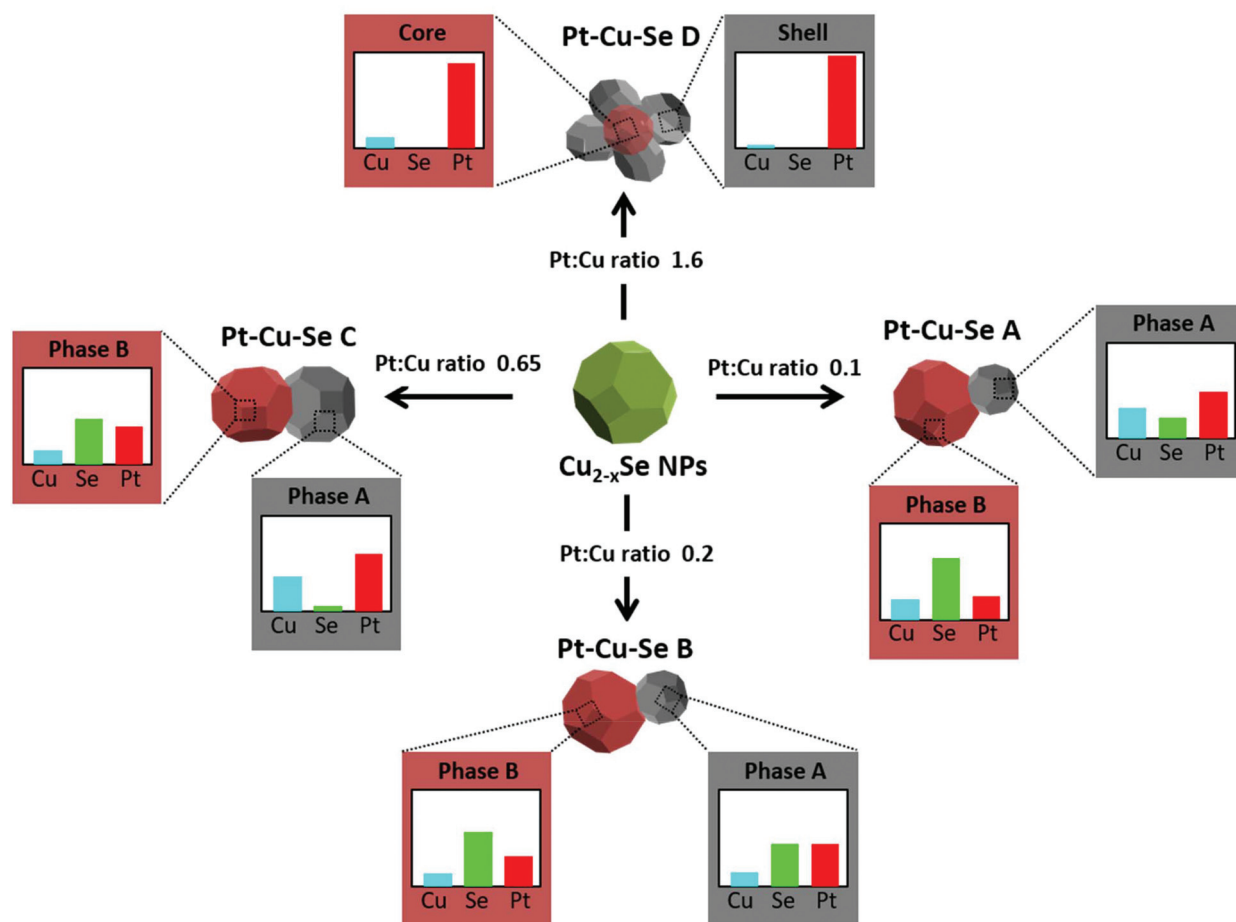 Core
Cu Se Pt
Pt-Cu-Se D
Shell
Cu Se Pt
Pt:Cu ratio 1.6
Phase B
Cu Se Pt
Pt-Cu-Se C
Pt:Cu ratio 0.65
Phase A
Cu Se Pt
Cu2-xSe NPs
Pt:Cu ratio 0.1
Pt-Cu-Se A
Phase A
Cu Se Pt
Phase B
Cu Se Pt
Pt:Cu ratio 0.2
Pt-Cu-Se B
Phase B
Cu Se Pt
Phase A
Cu Se Pt